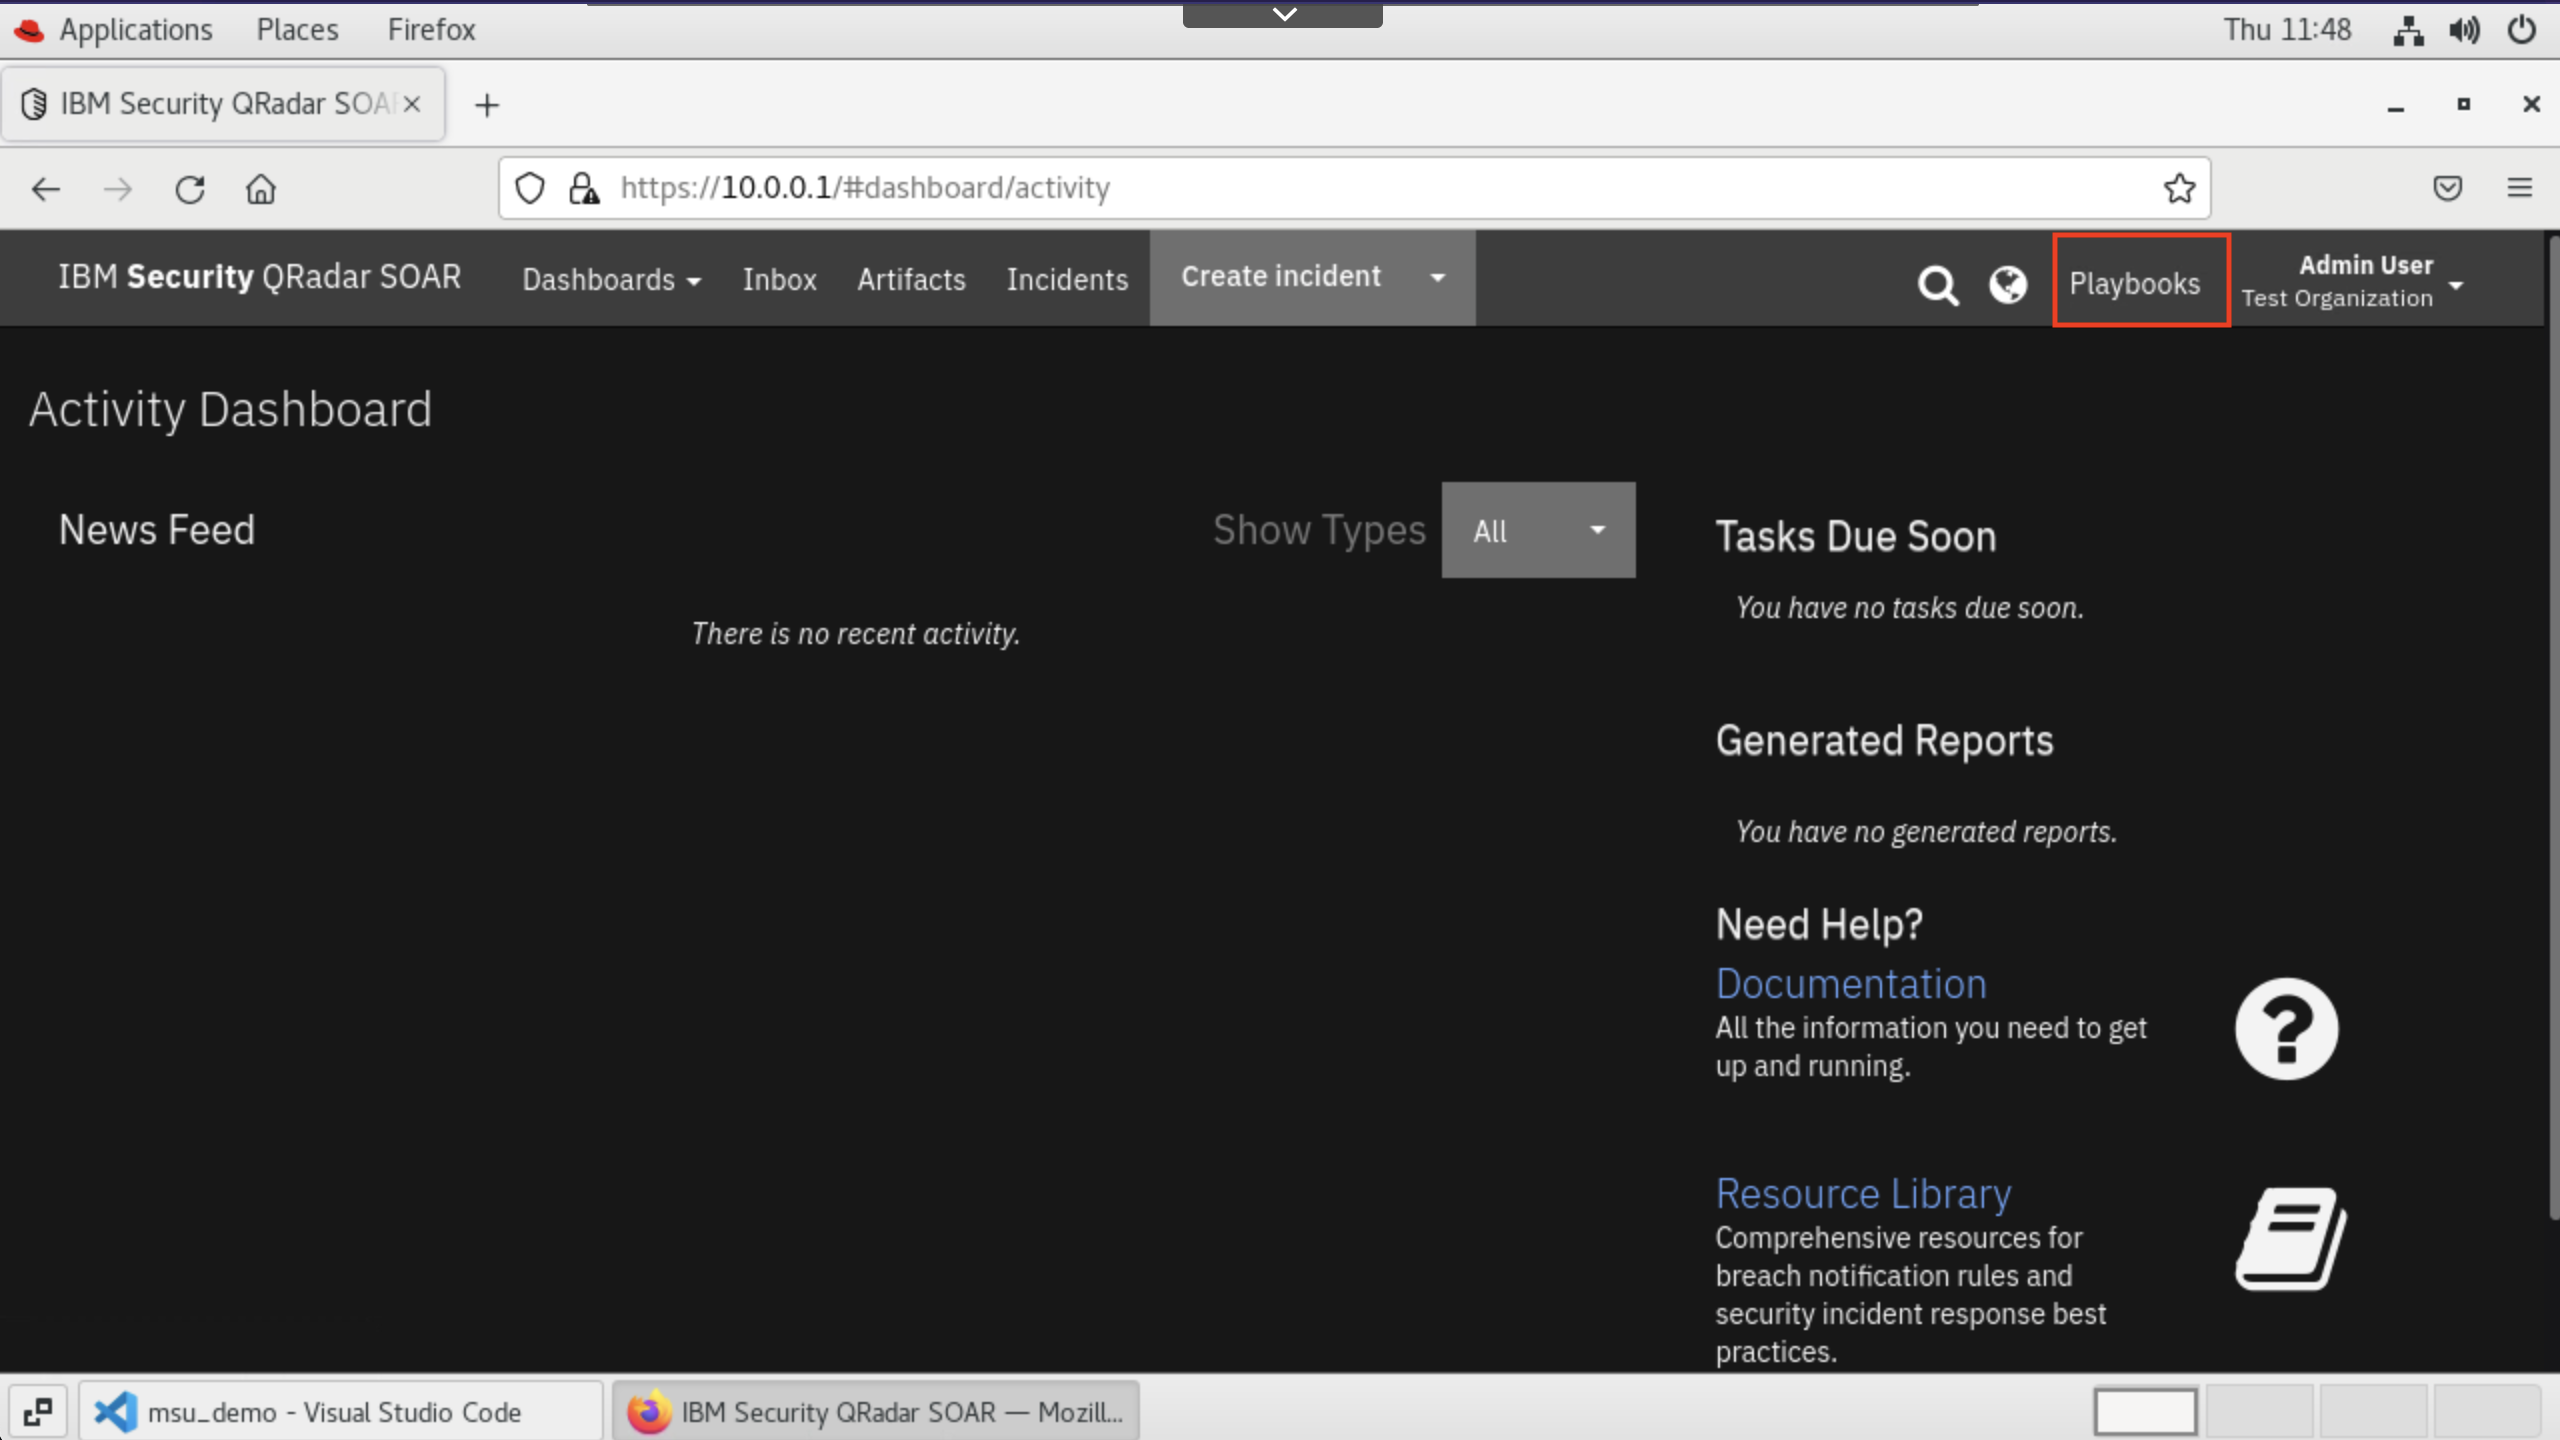 Applications Places Firefox Thu 11:48
IBM Security QRadar SOA
https://10.0.0.1/#dashboard/activity
IBM Security QRadar SOAR Dashboards Inbox Artifacts Incidents Create incident Playbooks Admin User
Test Organization
Activity Dashboard
News Feed Show Types All
There is no recent activity.
Tasks Due Soon
You have no tasks due soon.
Generated Reports
You have no generated reports.
Need Help?
Documentation
All the information you need to get
up and running.
Resource Library
Comprehensive resources for
breach notification rules and
security incident response best
practices.
msu_demo - Visual Studio Code IBM Security QRadar SOAR — Mozill...